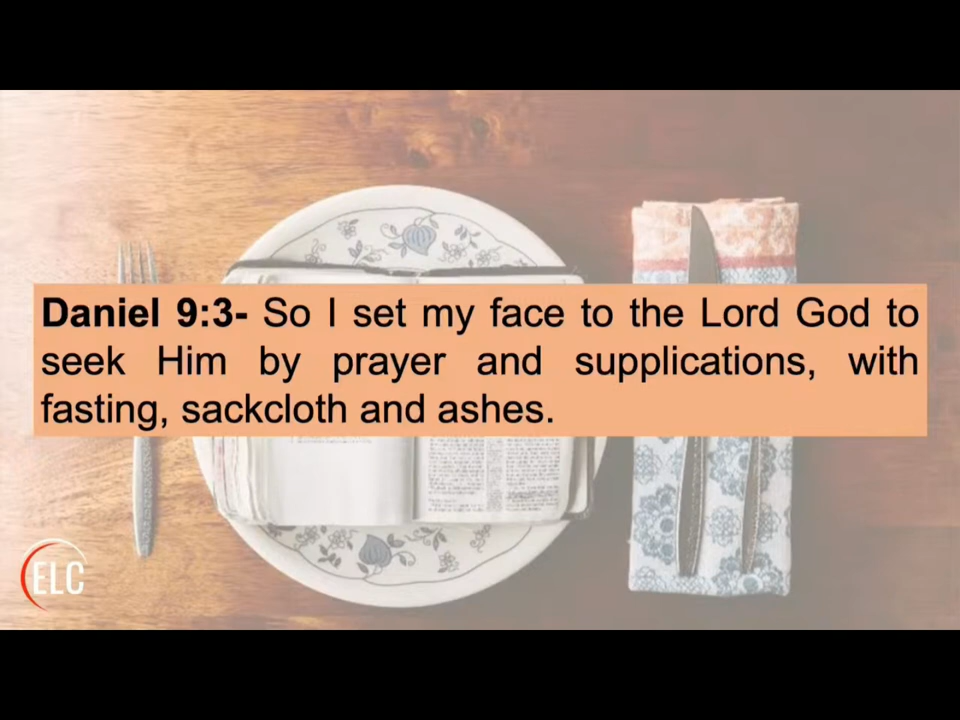 Daniel 9:3- So I set my face to the Lord God to
seek Him by prayer and supplications, with
fasting, sackcloth and ashes.
ELC